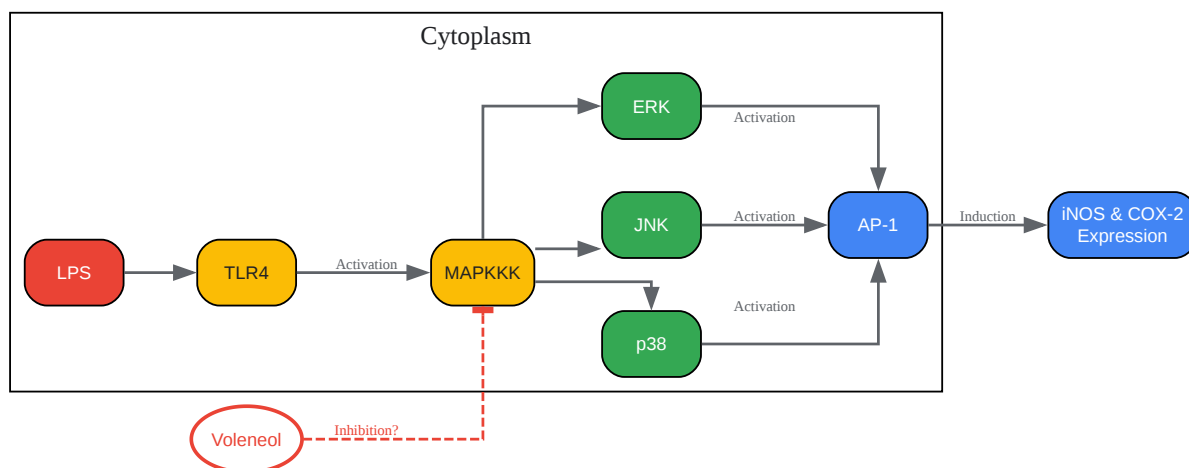 Cytoplasm
ERK
Activation
JNK
Activation
AP-1
Induction
iNOS & COX-2
Expression
LPS
TLR4
Activation
MAPKKK
Activation
p38
Voleneol
Inhibition?